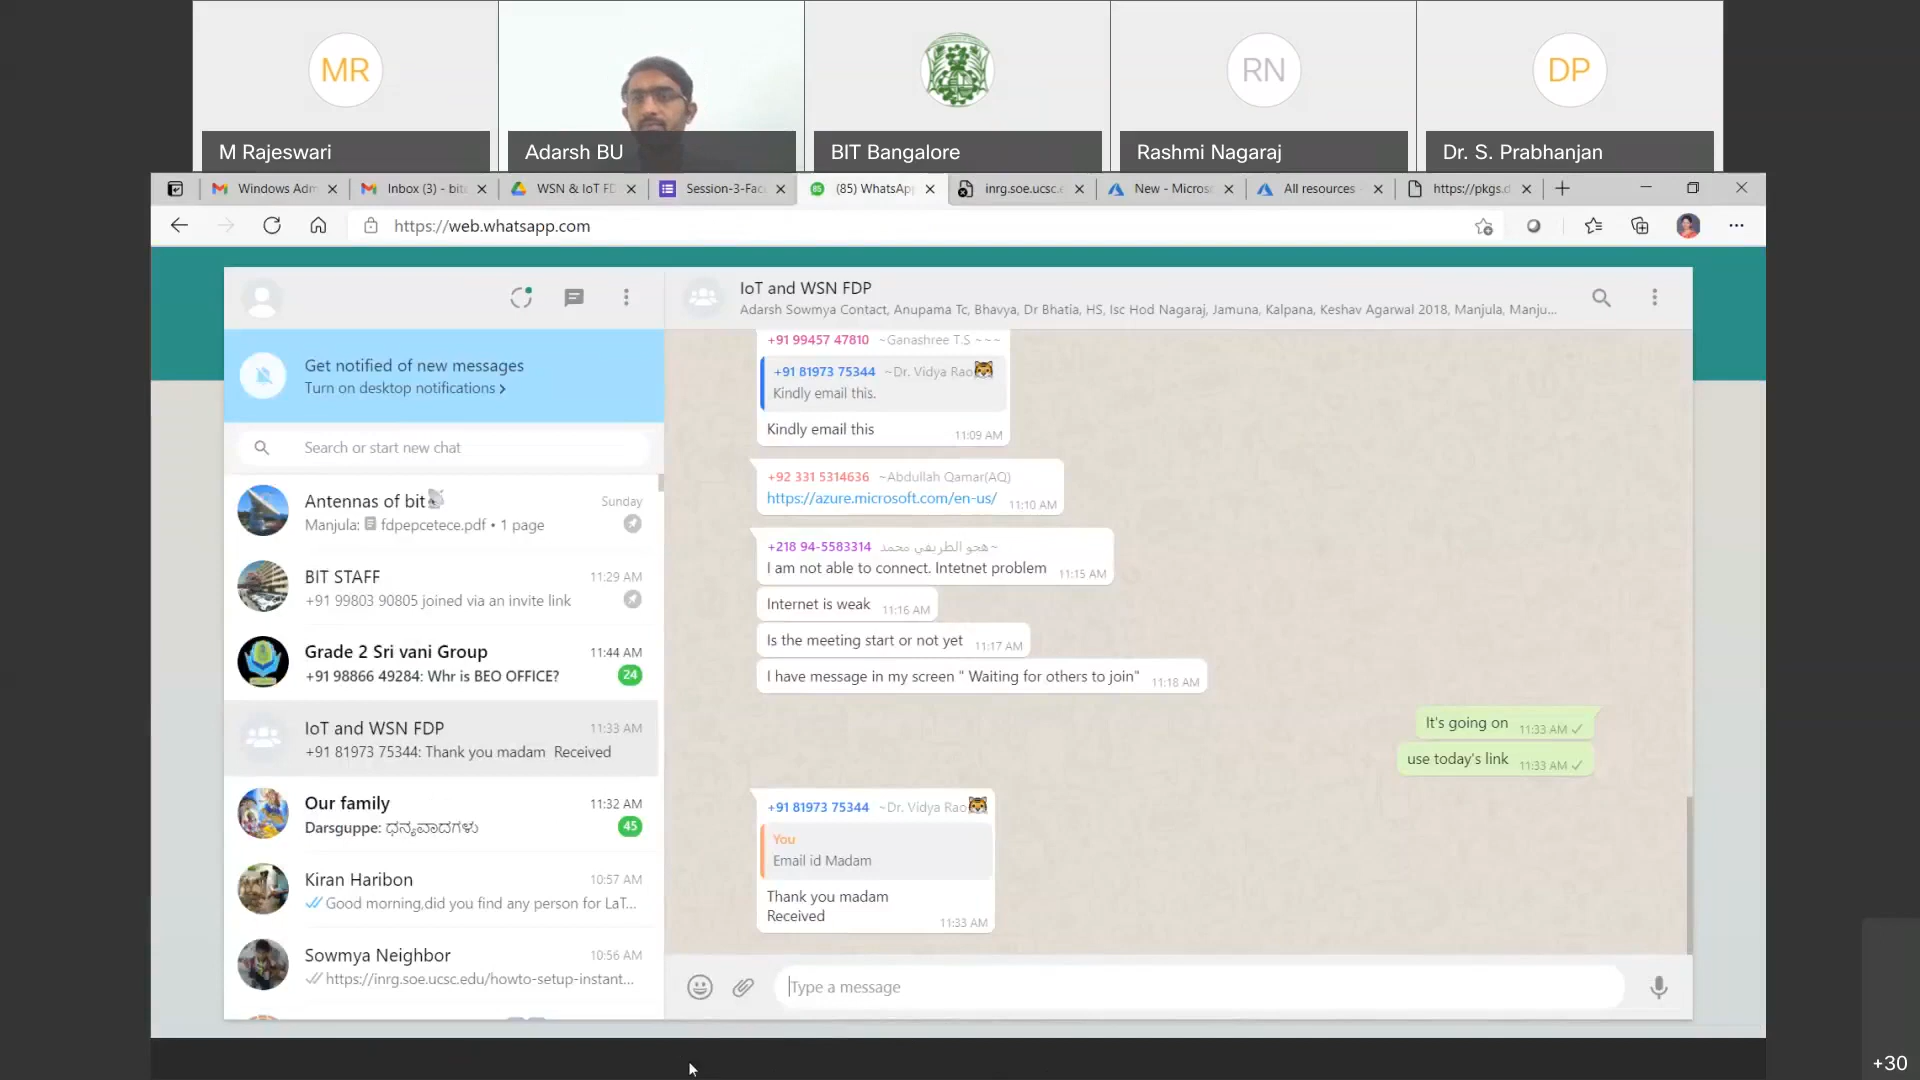 MR
RN
DP
M Rajeswari
Adarsh BU
BIT Bangalore
Rashmi Nagaraj
Dr. S. Prabhanjan
Windows Adm
Inbox (3) - bit
WSN & IoT FD
Session-3-Fac
(85) WhatsApp
inrg.soe.ucsc.e
New - Micros
All resources -
https://pkgs.d
https://web.whatsapp.com
IoT and WSN FDP
Adarsh Sowmya Contact, Anupama Tc, Bhavya, Dr Bhatia, HS, Isc Hod Nagaraj, Jamuna, Kalpana, Keshav Agarwal 2018, Manjula, Manju...
Get notified of new messages
Turn on desktop notifications >
Search or start new chat
Antennas of bit
Sunday
Manjula: fdpepcetece.pdf • 1 page
BIT STAFF
11:29 AM
+91 99803 90805 joined via an invite link
Grade 2 Sri vani Group
11:44 AM
+91 98866 49284: Whr is BEO OFFICE?
24
IoT and WSN FDP
11:33 AM
+91 81973 75344: Thank you madam Received
Our family
11:32 AM
Darsguppe: ಧನ್ಯವಾದಗಳು
45
Kiran Haribon
10:57 AM
Good morning,did you find any person for LaT...
Sowmya Neighbor
10:56 AM
https://inrg.soe.ucsc.edu/howto-setup-instant...
+91 99457 47810 ~Ganashree T.S ~~~
+91 81973 75344 ~Dr. Vidya Rao
Kindly email this.
Kindly email this
11:09 AM
+92 331 5314636 ~Abdullah Qamar(AQ)
https://azure.microsoft.com/en-us/
11:10 AM
+218 94-5583314 ~هجو الطريفي محمد
I am not able to connect. Intetnet problem
11:15 AM
Internet is weak
11:16 AM
Is the meeting start or not yet
11:17 AM
I have message in my screen " Waiting for others to join"
11:18 AM
It's going on
11:33 AM
use today's link
11:33 AM
+91 81973 75344 ~Dr. Vidya Rao
You
Email id Madam
Thank you madam
Received
11:33 AM
Type a message
+30